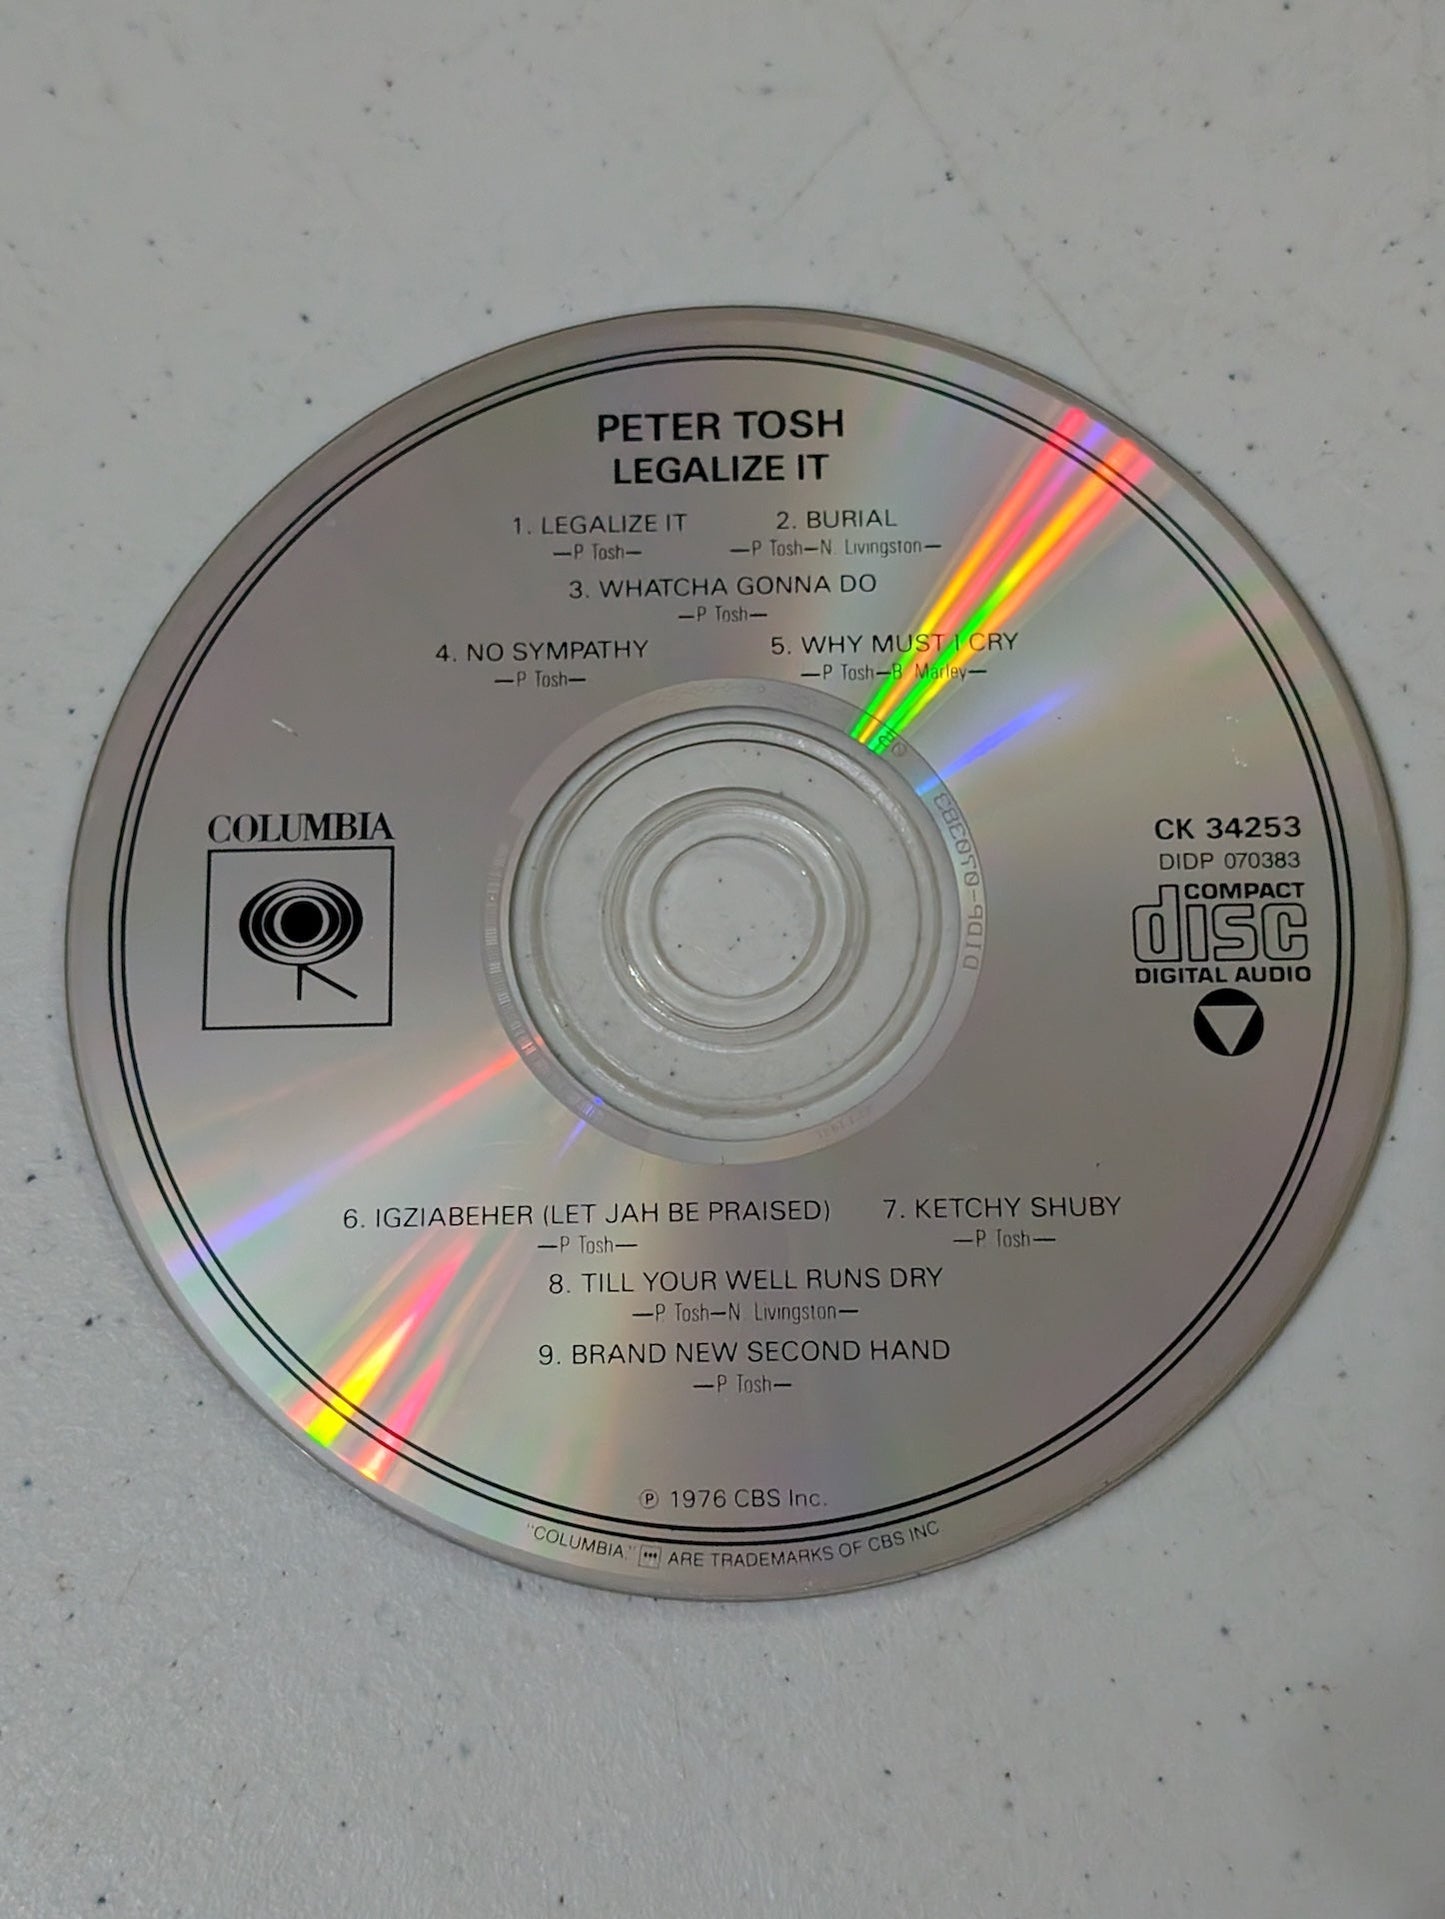 PETER TOSH
LEGALIZE IT
1. LEGALIZE IT 2. BURIAL
—P. Tosh— —P. Tosh—N. Livingston—
3. WHATCHA GONNA DO
—P. Tosh—
4. NO SYMPATHY 5. WHY MUST I CRY
—P. Tosh— —P. Tosh—B. Marley—
COLUMBIA
CK 34253
DIDP 070383
COMPACT
disc
DIGITAL AUDIO
DIDP-070383
6. IGZIABEHER (LET JAH BE PRAISED) 7. KETCHY SHUBY
—P. Tosh— —P. Tosh—
8. TILL YOUR WELL RUNS DRY
—P. Tosh—N. Livingston—
9. BRAND NEW SECOND HAND
—P. Tosh—
℗ 1976 CBS Inc.
"COLUMBIA," ARE TRADEMARKS OF CBS INC